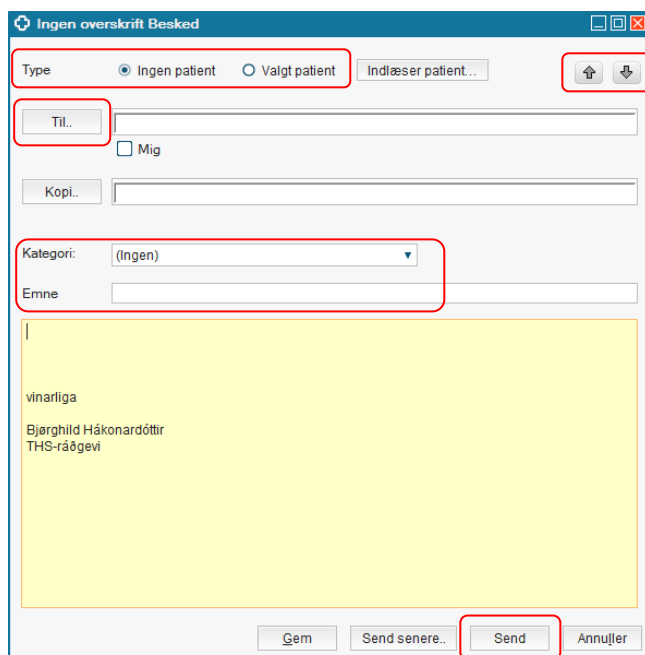 Ingen overskrift Besked
Type Ingen patient Valgt patient Indlæser patient...
Til..
Mig
Kopi..
Kategori: (Ingen)
Emne
vinarliga
Bjørghild Hákonardóttir
THS-ráðgevi
Gem Send senere.. Send Annuller